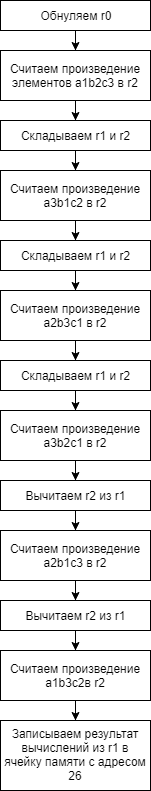 Обнуляем r0
Считаем произведение
элементов a1b2c3 в r2
Складываем r1 и r2
Считаем произведение
a3b1c2 в r2
Складываем r1 и r2
Считаем произведение
a2b3c1 в r2
Складываем r1 и r2
Считаем произведение
a3b2c1 в r2
Вычитаем r2 из r1
Считаем произведение
a2b1c3 в r2
Вычитаем r2 из r1
Считаем произведение
a1b3c2в r2
Записываем результат
вычислений из r1 в
ячейку памяти с адресом
26